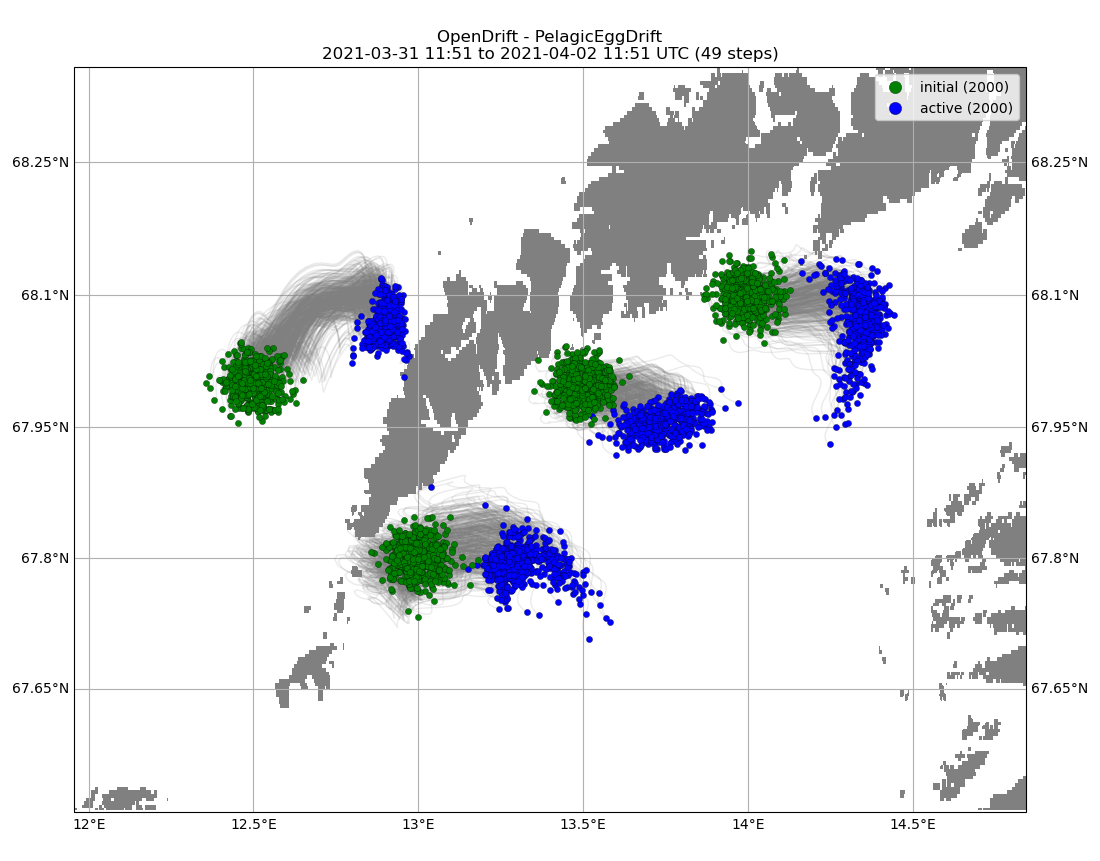 OpenDrift - PelagicEggDrift
2021-03-31 11:51 to 2021-04-02 11:51 UTC (49 steps)
initial (2000)
active (2000)
68.25°N
68.25°N
68.1°N
68.1°N
67.95°N
67.95°N
67.8°N
67.8°N
67.65°N
67.65°N
12°E
12.5°E
13°E
13.5°E
14°E
14.5°E